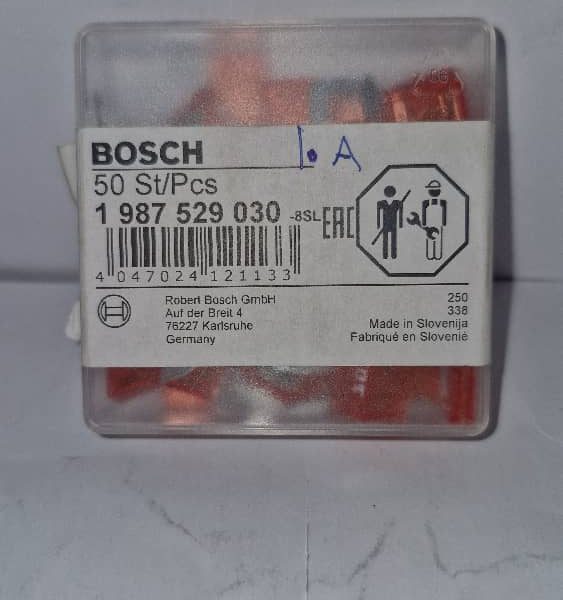 BOSCH
1. A
50 St/Pcs
1 987 529 030 -8SL EAC
4 047024 121133
Robert Bosch GmbH
Auf der Breit 4
76227 Karlsruhe
Germany
250
338
Made in Slovenija
Fabriqué en Slovenié